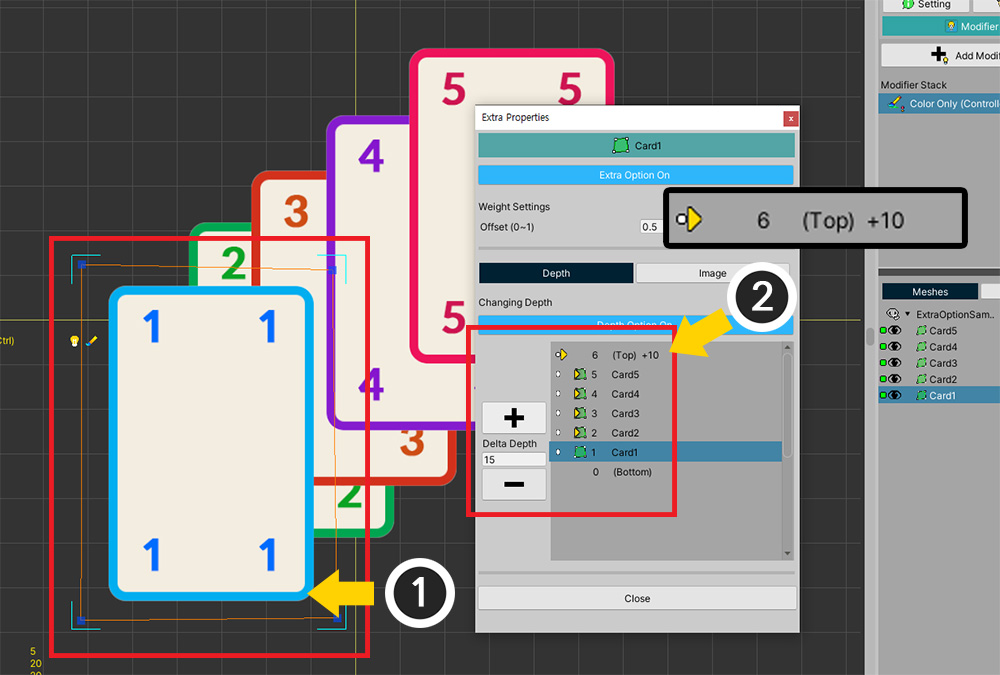 Setting
Modifier
Add Modif
Modifier Stack
Color Only (Controll
5 5
5
4
4
3
3
2
2
1 1
1 1
trl)
1
2
Extra Properties
x
Card1
Extra Option On
Weight Settings
Offset (0~1)
0.5
6 (Top) +10
Depth
Image
Changing Depth
Depth Option On
6 (Top) +10
5 Card5
4 Card4
3 Card3
2 Card2
1 Card1
0 (Bottom)
+
Delta Depth
15
−
Close
Meshes
ExtraOptionSam..
Card5
Card4
Card3
Card2
Card1
5
20